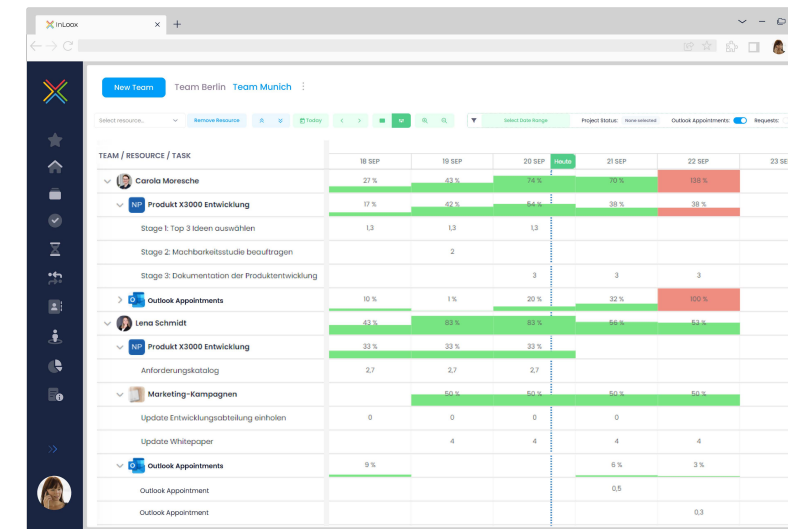 InLoox × +
New Team Team Berlin Team Munich
Select resource... Remove Resource Today Select Date Range Project Status: None selected Outlook Appointments: Requests:
TEAM / RESOURCE / TASK 18 SEP 19 SEP 20 SEP Heute 21 SEP 22 SEP 23 SE
Carola Moresche 27 % 43 % 74 % 70 % 138 %
NP Produkt X3000 Entwicklung 17 % 42 % 54 % 38 % 38 %
Stage 1: Top 3 Ideen auswählen 1,3 1,3 1,3
Stage 2: Machbarkeitsstudie beauftragen 2
Stage 3: Dokumentation der Produktentwicklung 3 3 3
Outlook Appointments 10 % 1 % 20 % 32 % 100 %
Lena Schmidt 43 % 83 % 83 % 56 % 53 %
NP Produkt X3000 Entwicklung 33 % 33 % 33 %
Anforderungskatalog 2,7 2,7 2,7
Marketing-Kampagnen 50 % 50 % 50 % 50 %
Update Entwicklungsabteilung einholen 0 0 0 0
Update Whitepaper 4 4 4 4
Outlook Appointments 9 % 6 % 3 %
Outlook Appointment 0,5
Outlook Appointment 0,3